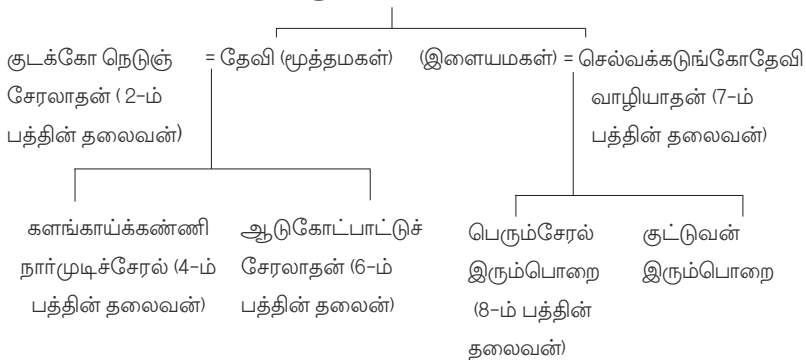 குடக்கோ நெடுஞ் = தேவி (மூத்தமகள்) (இளையமகள்) = செல்வக்கடுங்கோதேவி
சேரலாதன் ( 2-ம் வாழியாதன் (7-ம்
பத்தின் தலைவன்) பத்தின் தலைவன்)
களங்காய்க்கண்ணி ஆடுகோட்பாட்டுச் பெரும்சேரல் குட்டுவன்
நார்முடிச்சேரல் (4-ம் சேரலாதன் (6-ம் இரும்பொறை இரும்பொறை
பத்தின் தலைவன்) பத்தின் தலைன்) (8-ம் பத்தின்
தலைவன்)